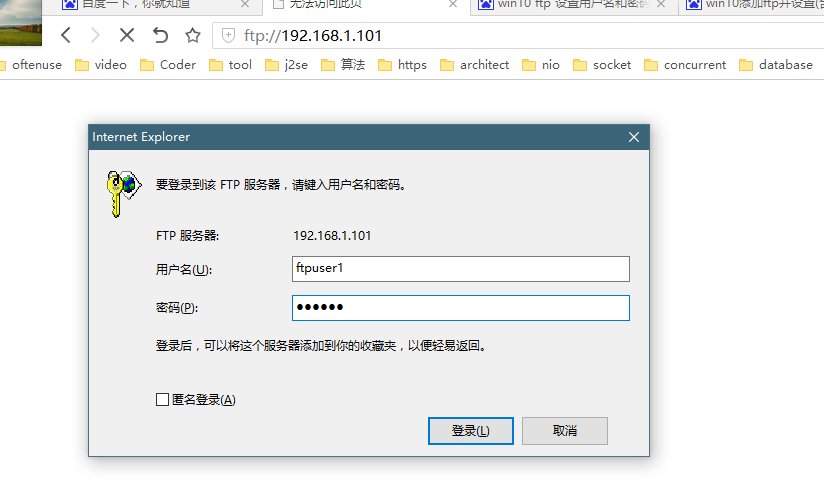 百度一下，你就知道
无法访问此页
win10 ftp 设置用户名和密码
win10添加ftp并设置
ftp://192.168.1.101
oftenuse video Coder tool j2se 算法 https architect nio socket concurrent database
Internet Explorer
要登录到该 FTP 服务器，请键入用户名和密码。
FTP 服务器: 192.168.1.101
用户名(U): ftpuser1
密码(P): ●●●●●●
登录后，可以将这个服务器添加到你的收藏夹，以便轻易返回。
匿名登录(A)
登录(L) 取消